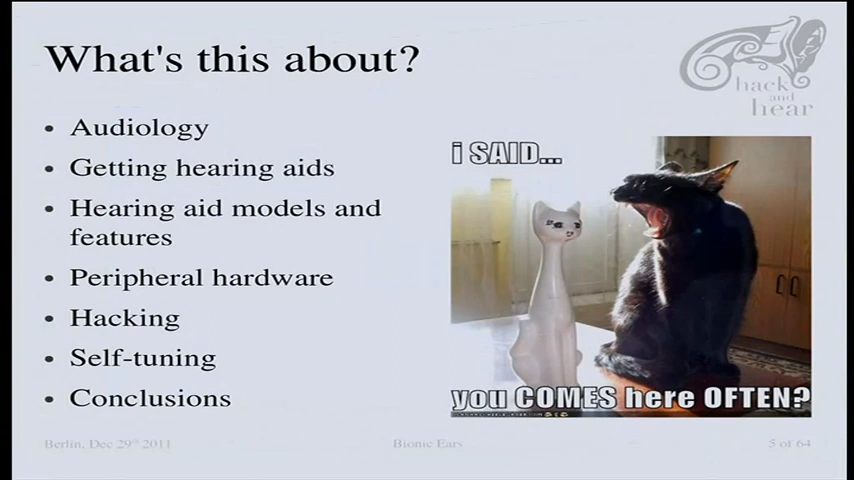 What's this about?
hack
and
hear
• Audiology
• Getting hearing aids
• Hearing aid models and
features
• Peripheral hardware
• Hacking
• Self-tuning
• Conclusions
i SAID...
you COMES here OFTEN?
Berlin, Dec 29th 2011
Bionic Ears
5 of 64